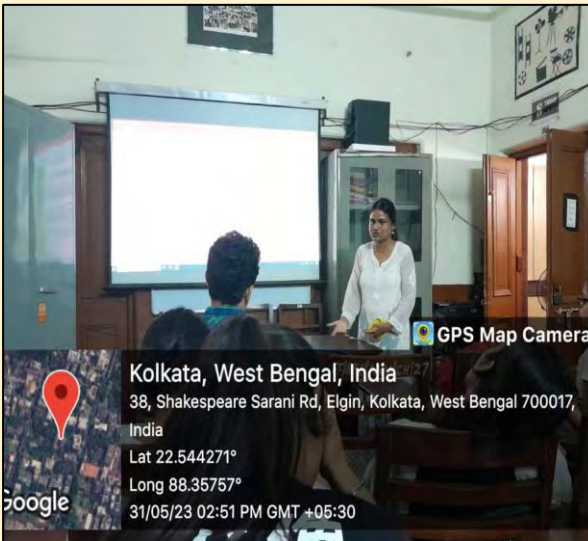 GPS Map Camera
Kolkata, West Bengal, India
38, Shakespeare Sarani Rd, Elgin, Kolkata, West Bengal 700017,
India
Lat 22.544271°
Long 88.35757°
31/05/23 02:51 PM GMT +05:30
Google